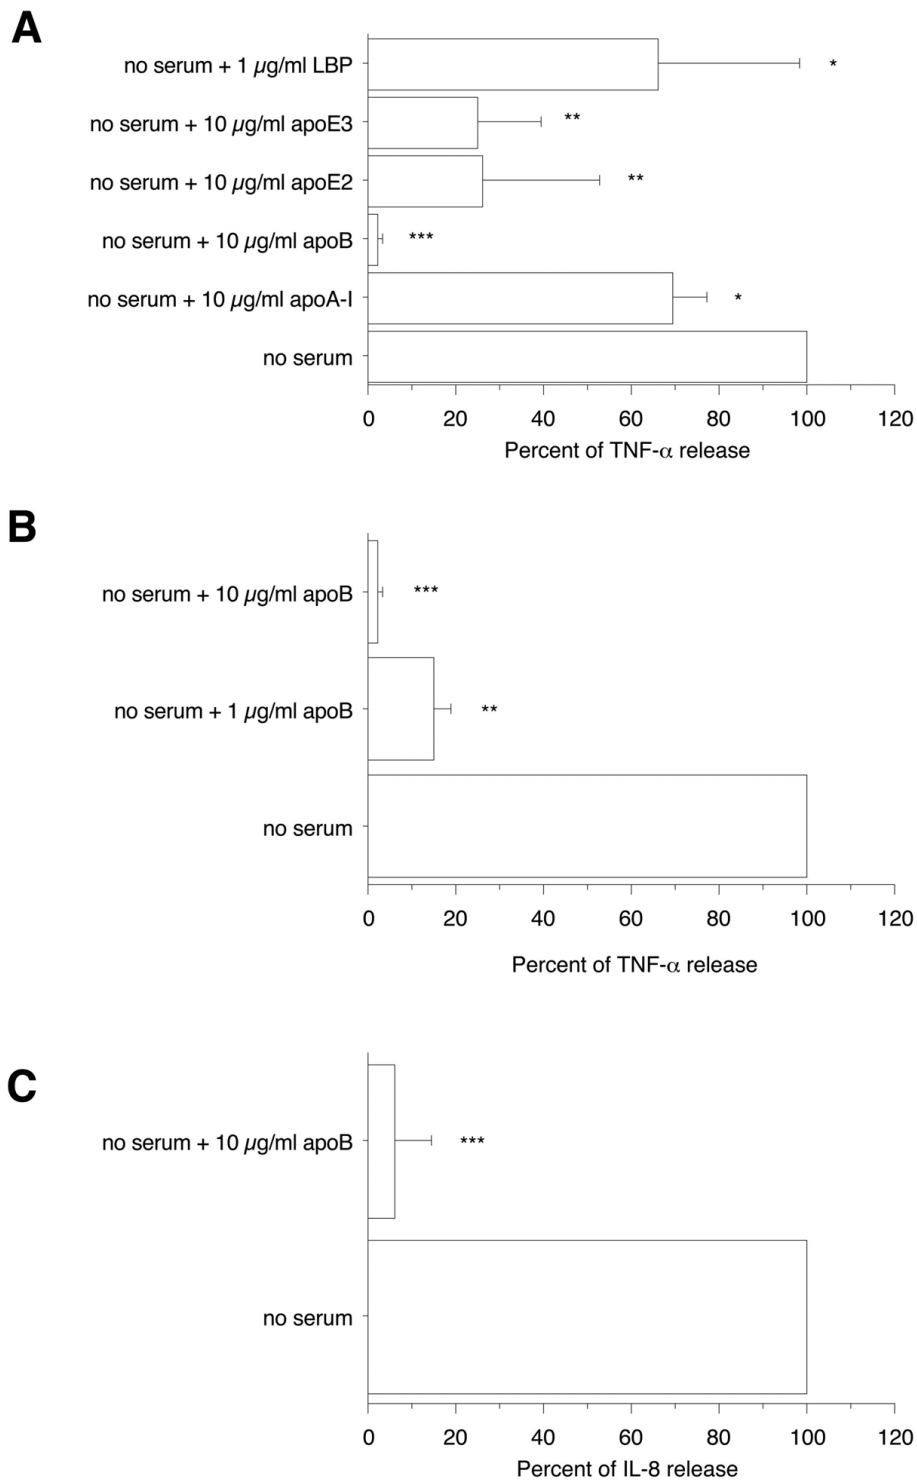 A
no serum + 1 µg/ml LBP
*
no serum + 10 µg/ml apoE3
**
no serum + 10 µg/ml apoE2
**
no serum + 10 µg/ml apoB
***
no serum + 10 µg/ml apoA-I
*
no serum
0 20 40 60 80 100 120
Percent of TNF-α release
B
no serum + 10 µg/ml apoB
***
no serum + 1 µg/ml apoB
**
no serum
0 20 40 60 80 100 120
Percent of TNF-α release
C
no serum + 10 µg/ml apoB
***
no serum
0 20 40 60 80 100 120
Percent of IL-8 release